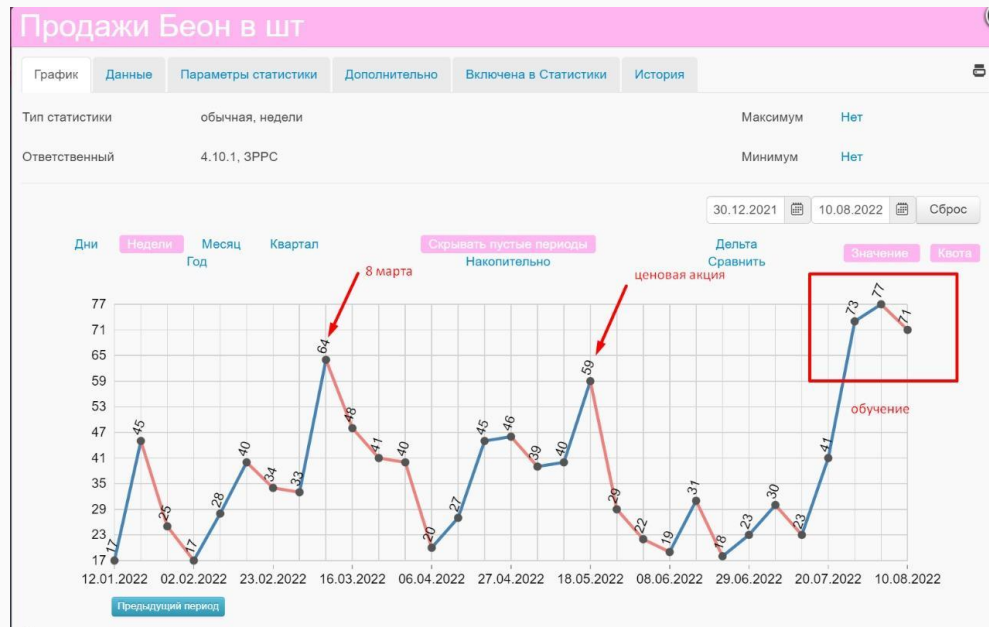 Продажи Беон в шт
График Данные Параметры статистики Дополнительно Включена в Статистики История
Тип статистики обычная, недели Максимум Нет
Ответственный 4.10.1, ЗРРС Минимум Нет
30.12.2021 10.08.2022 Сброс
Дни Недели Месяц Квартал Скрывать пустые периоды Дельта Значение Квота
Год Накопительно Сравнить
8 марта
ценовая акция
обучение
77
71
65
59
53
47
41
35
29
23
17
17 45 25 17 28 40 34 33 64 48 41 40 20 27 45 46 39 40 59 29 22 19 31 18 23 30 23 41 73 77 71
12.01.2022 02.02.2022 23.02.2022 16.03.2022 06.04.2022 27.04.2022 18.05.2022 08.06.2022 29.06.2022 20.07.2022 10.08.2022
Предыдущий период